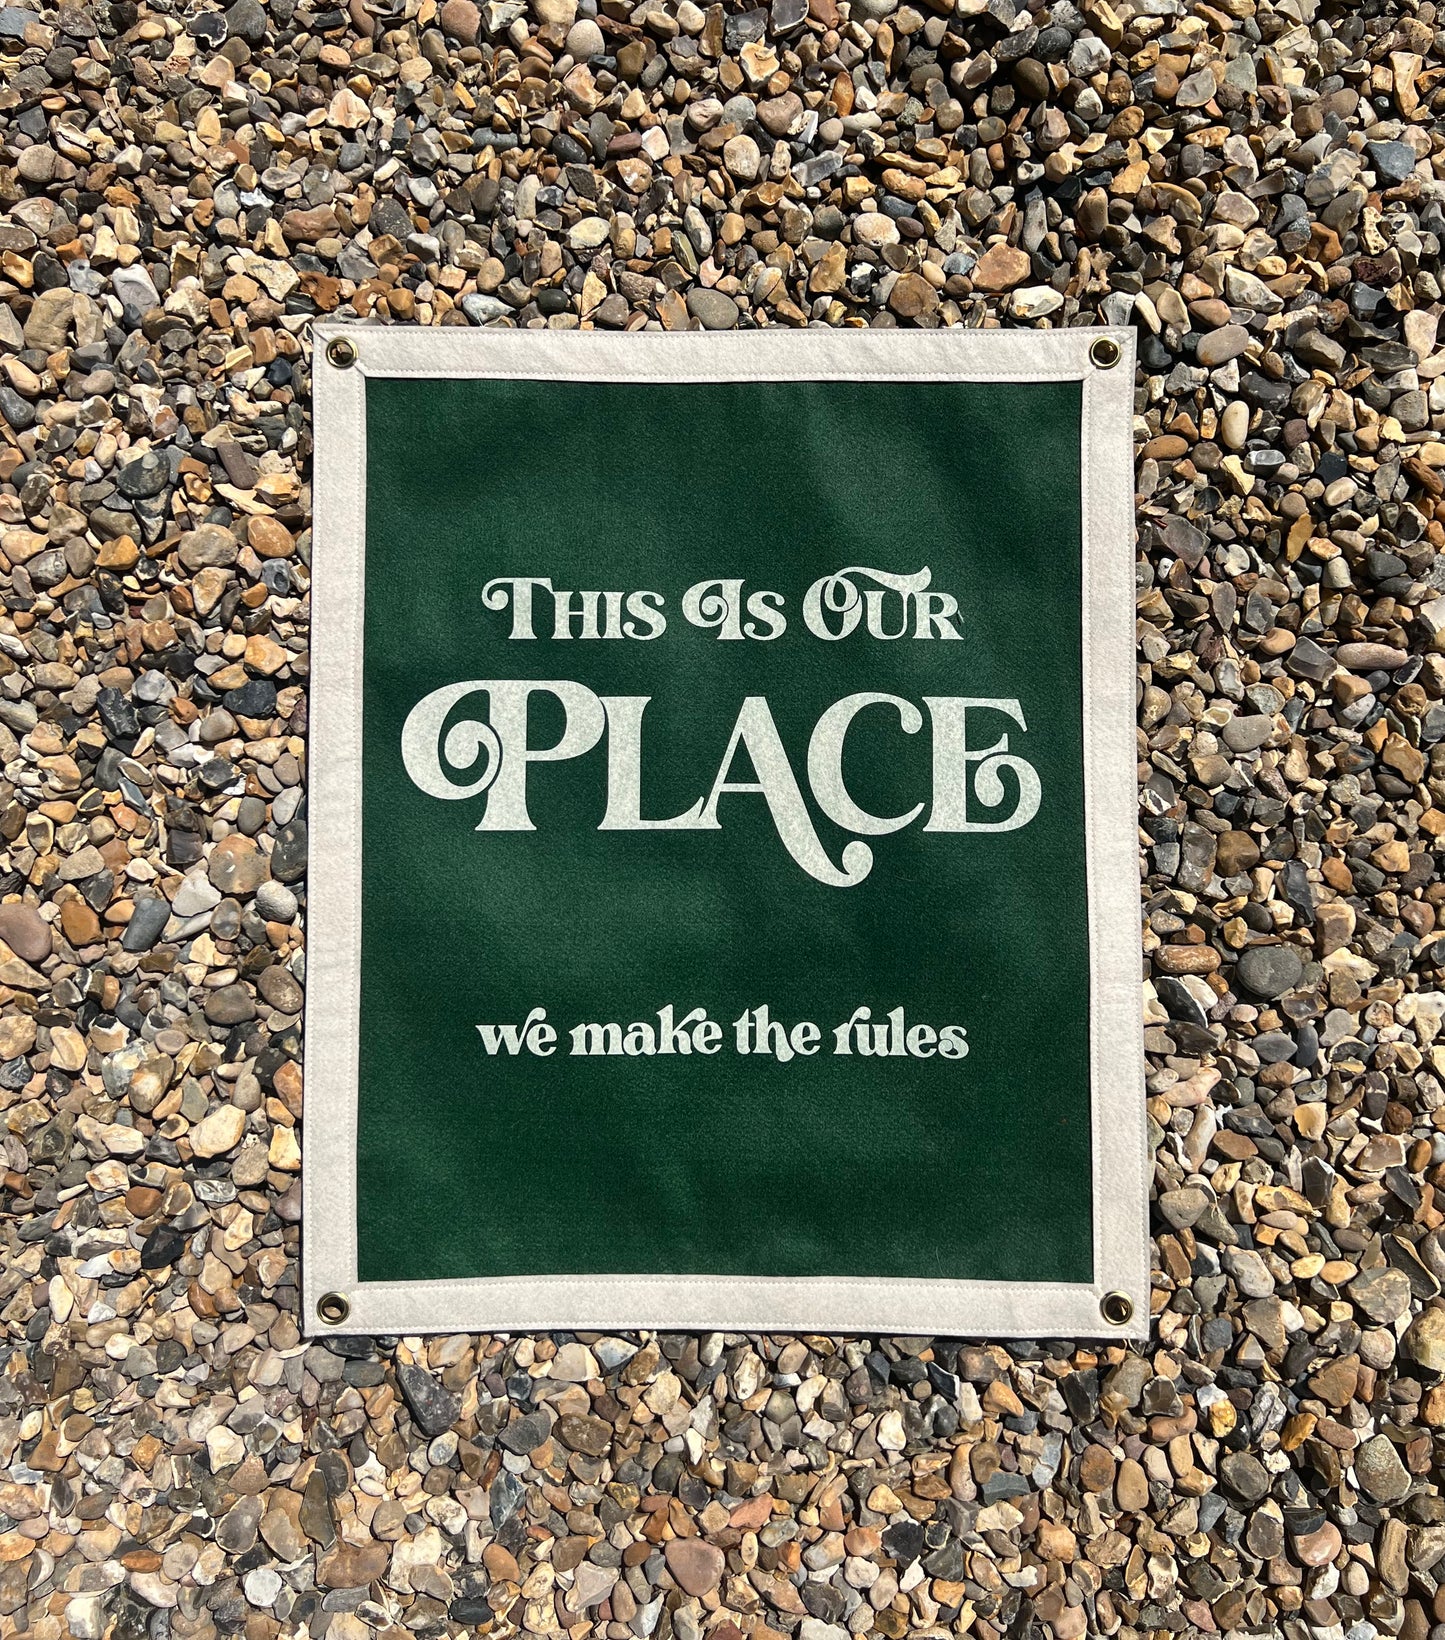 This Is Our
PLACE
we make the rules